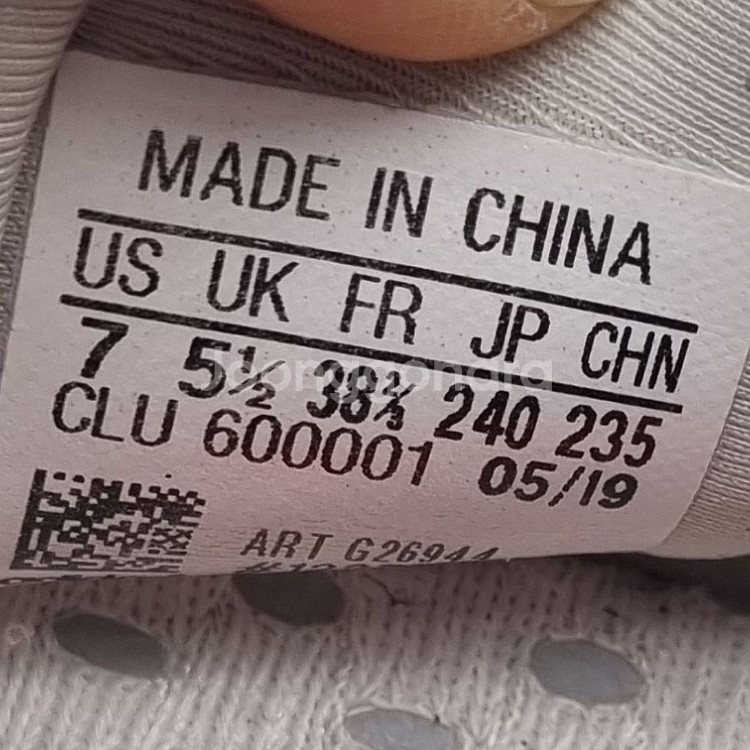 MADE IN CHINA
US UK FR JP CHN
7 5½ 38⅔ 240 235
CLU 600001 05/19
ART G26944